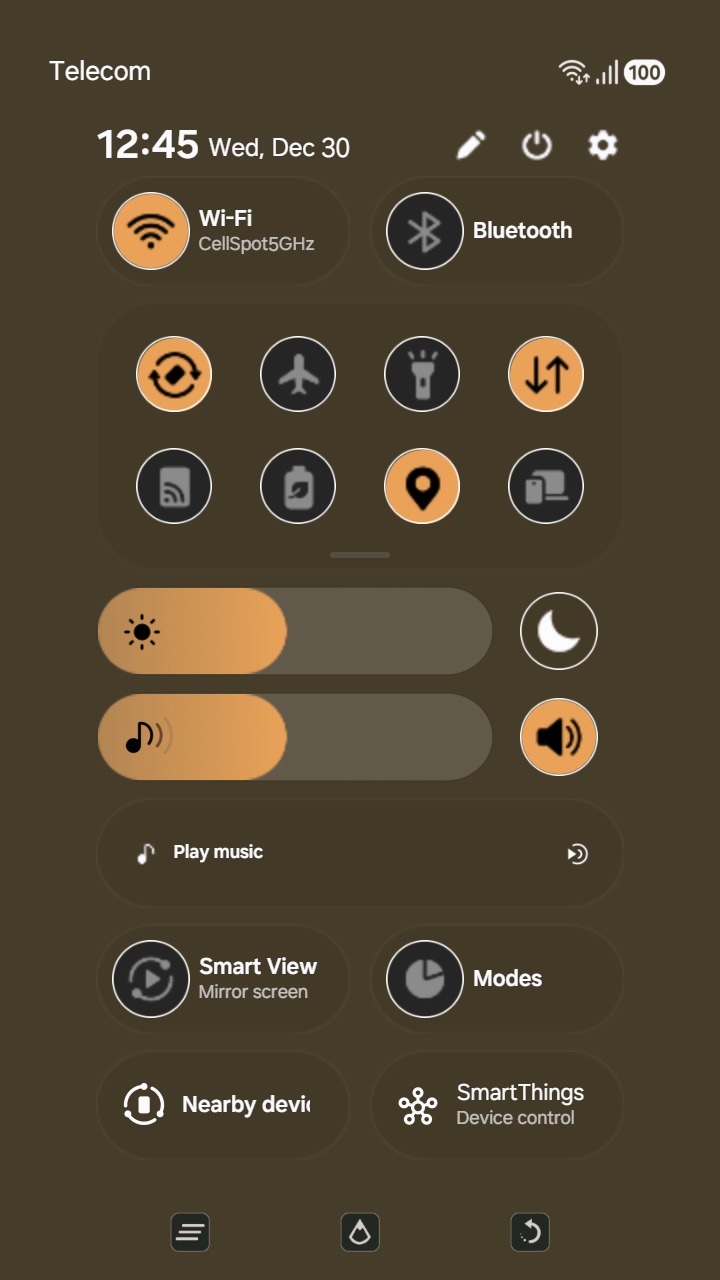 Telecom
100
12:45 Wed, Dec 30
Wi-Fi
CellSpot5GHz
Bluetooth
Play music
Smart View
Mirror screen
Modes
Nearby devi
SmartThings
Device control